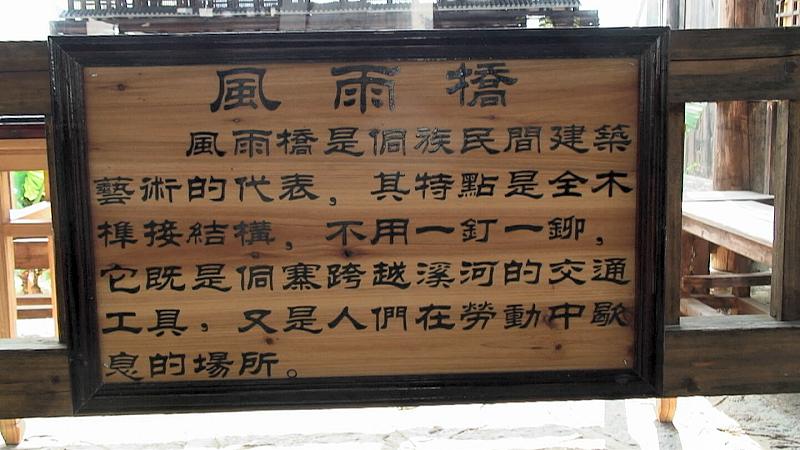 風雨橋
風雨橋是侗族民間建築
藝術的代表，其特點是全木
榫接結構，不用一釘一鉚，
它既是侗寨跨越溪河的交通
工具，又是人們在勞動中歇
息的場所。